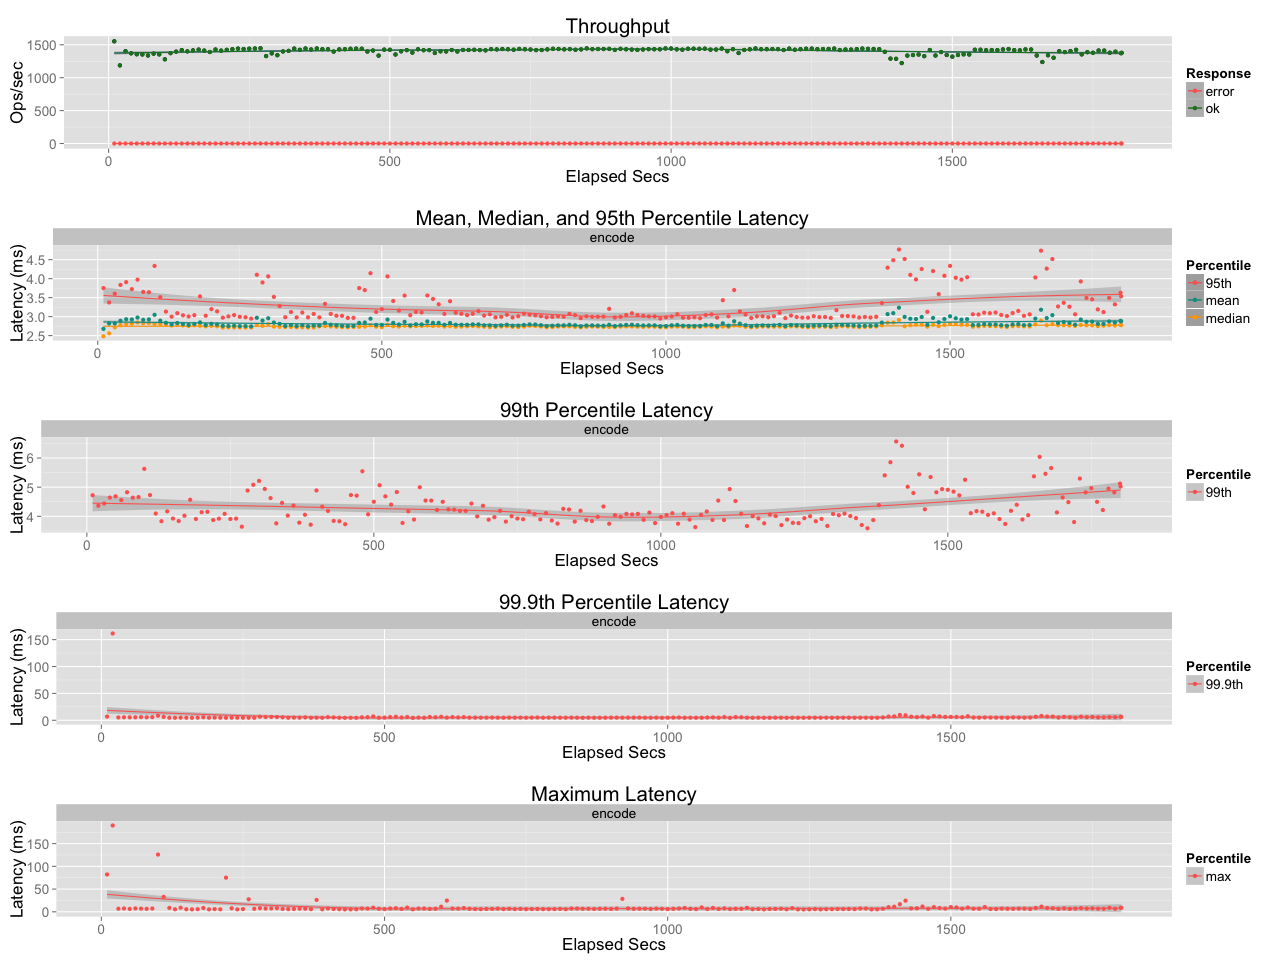 Throughput
1500
1000
500
0
Ops/sec
0 500 1000 1500
Elapsed Secs
Response
error
ok
Mean, Median, and 95th Percentile Latency
encode
4.5
4.0
3.5
3.0
2.5
Latency (ms)
0 500 1000 1500
Elapsed Secs
Percentile
95th
mean
median
99th Percentile Latency
encode
6
5
4
Latency (ms)
0 500 1000 1500
Elapsed Secs
Percentile
99th
99.9th Percentile Latency
encode
150
100
50
0
Latency (ms)
0 500 1000 1500
Elapsed Secs
Percentile
99.9th
Maximum Latency
encode
150
100
50
0
Latency (ms)
0 500 1000 1500
Elapsed Secs
Percentile
max